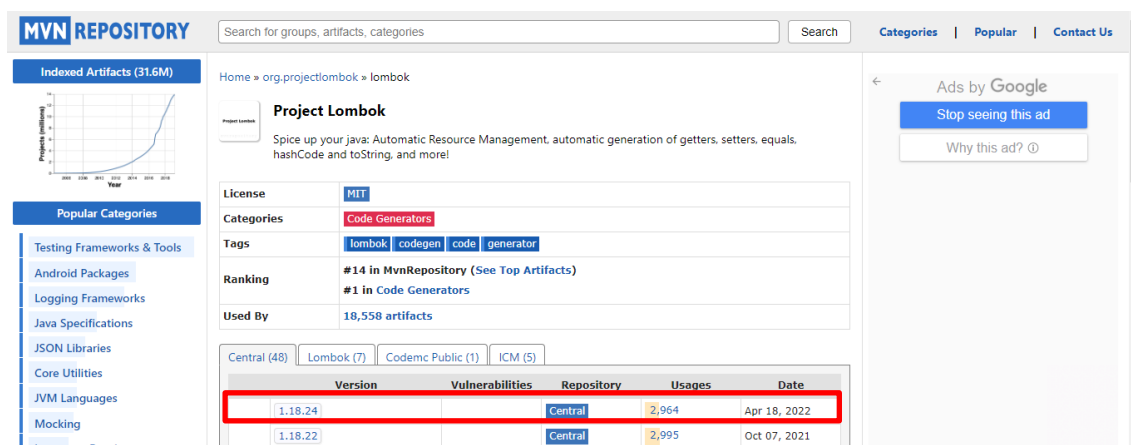 MVN REPOSITORY
Search for groups, artifacts, categories
Search
Categories | Popular | Contact Us
Indexed Artifacts (31.6M)
Projects (millions)
Year
Popular Categories
Testing Frameworks & Tools
Android Packages
Logging Frameworks
Java Specifications
JSON Libraries
Core Utilities
JVM Languages
Mocking
Home » org.projectlombok » lombok
Project Lombok
Project Lombok
Spice up your java: Automatic Resource Management, automatic generation of getters, setters, equals,
hashCode and toString, and more!
License MIT
Categories Code Generators
Tags lombok codegen code generator
Ranking #14 in MvnRepository (See Top Artifacts)
#1 in Code Generators
Used By 18,558 artifacts
Central (48) Lombok (7) Codemc Public (1) ICM (5)
Version Vulnerabilities Repository Usages Date
1.18.24 Central 2,964 Apr 18, 2022
1.18.22 Central 2,995 Oct 07, 2021
Ads by Google
Stop seeing this ad
Why this ad?